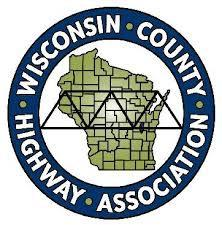 WISCONSIN · COUNTY
· HIGHWAY · ASSOCIATION ·